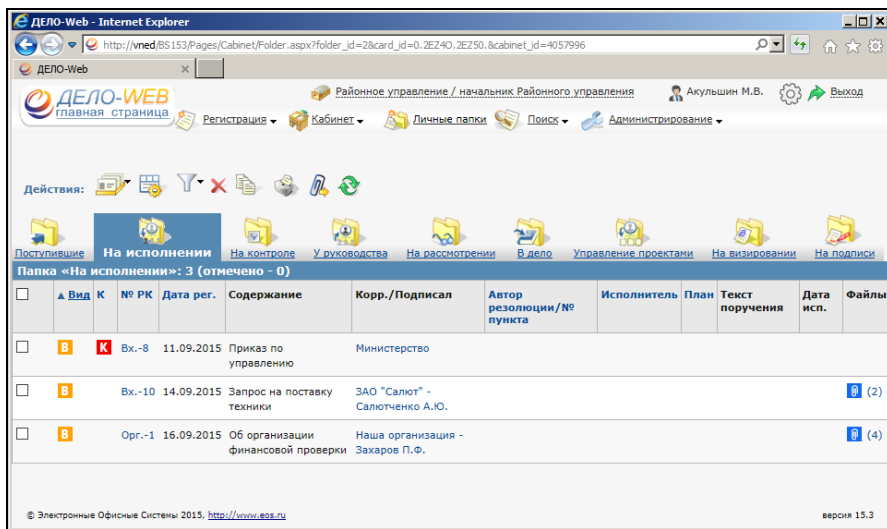 ДЕЛО-Web - Internet Explorer
http://vned/BS153/Pages/Cabinet/Folder.aspx?folder_id=2&card_id=0.2EZ4O.2EZ50.&cabinet_id=4057996
ДЕЛО-Web
ДЕЛО-WEB
главная страница
Районное управление / начальник Районного управления
Акульшин М.В.
Выход
Регистрация
Кабинет
Личные папки
Поиск
Администрирование
Действия:
Поступившие На исполнении На контроле У руководства На рассмотрении В дело Управление проектами На визировании На подписи
Папка «На исполнении»: 3 (отмечено - 0)
Вид К № РК Дата рег. Содержание Корр./Подписал Автор резолюции/№ пункта Исполнитель План Текст поручения Дата исп. Файлы
В К Вх.-8 11.09.2015 Приказ по управлению Министерство
В Вх.-10 14.09.2015 Запрос на поставку техники ЗАО "Салют" - Салютченко А.Ю. (2)
В Орг.-1 16.09.2015 Об организации финансовой проверки Наша организация - Захаров П.Ф. (4)
© Электронные Офисные Системы 2015, http://www.eos.ru
версия 15.3